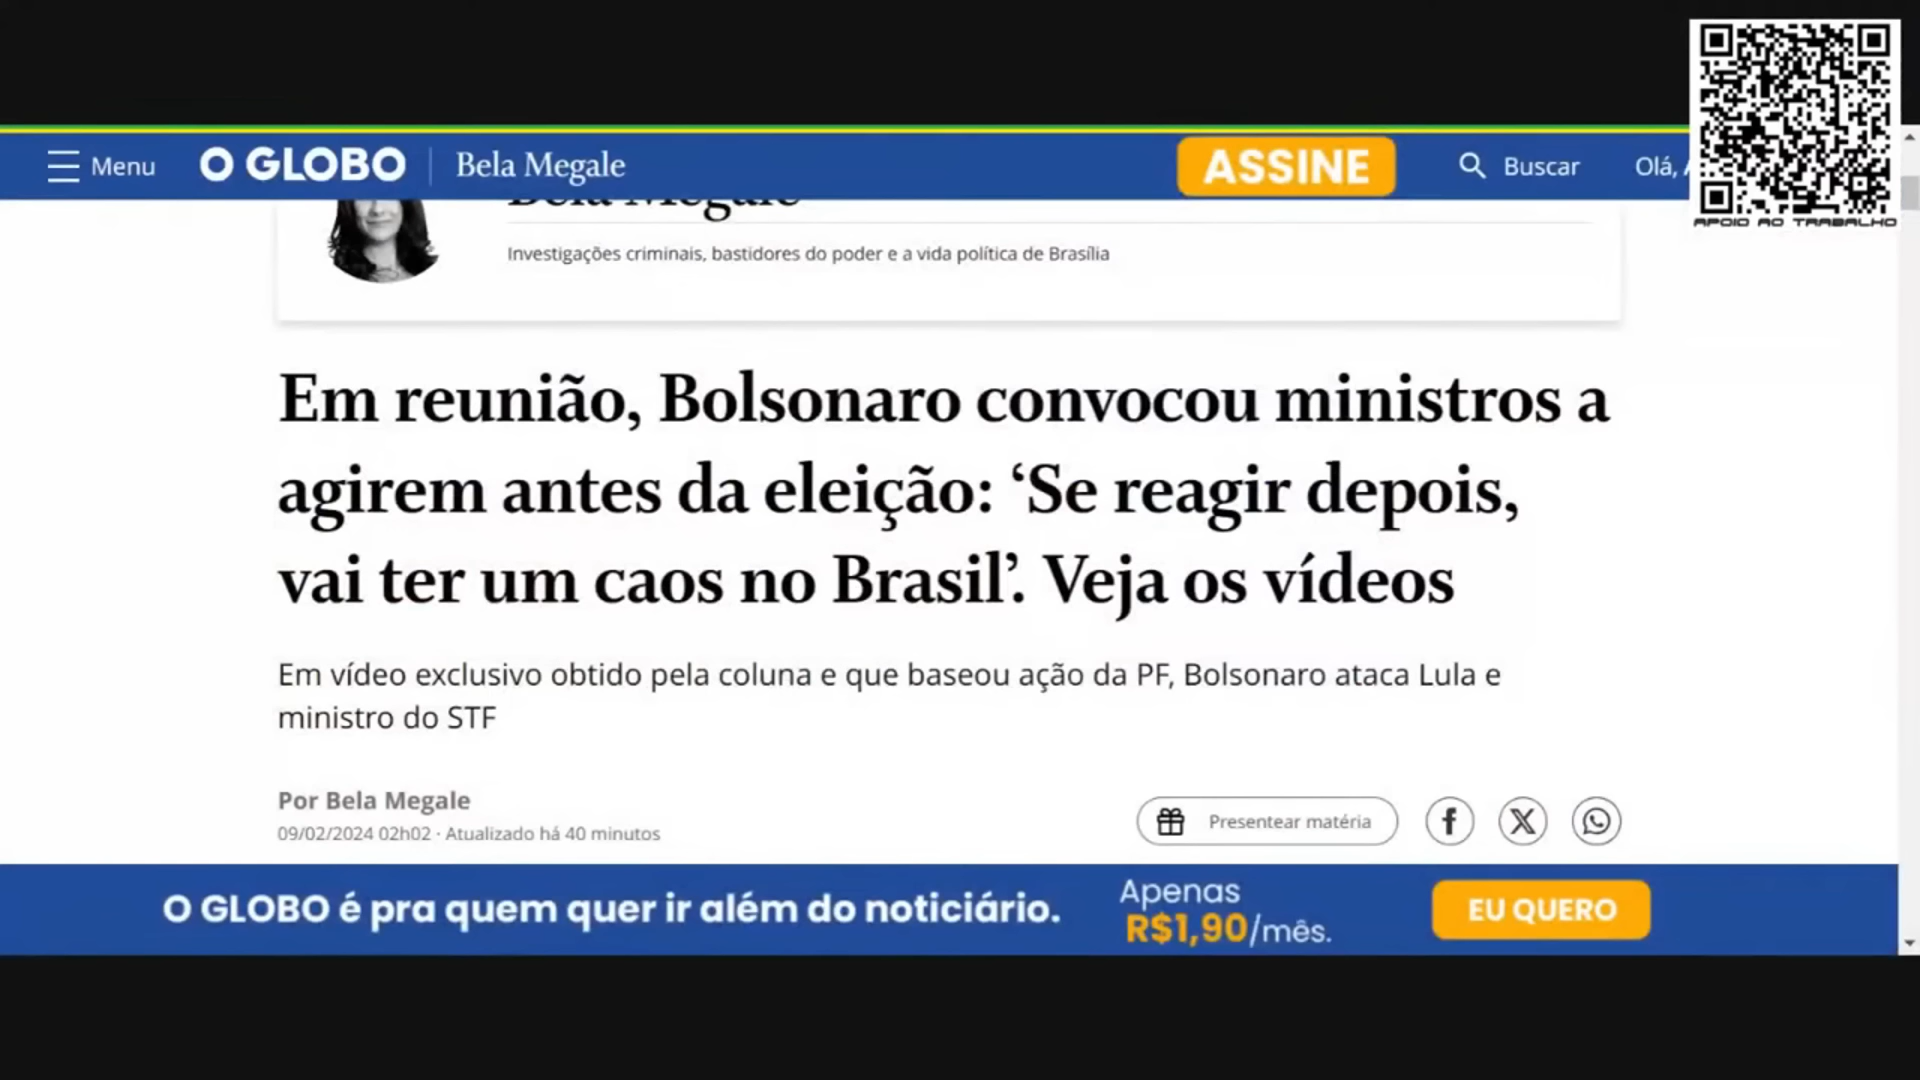 Menu
O GLOBO
Bela Megale
ASSINE
Buscar
Olá,
APOIO AO TRABALHO
Bela Megale
Investigações criminais, bastidores do poder e a vida política de Brasília
Em reunião, Bolsonaro convocou ministros a
agirem antes da eleição: ‘Se reagir depois,
vai ter um caos no Brasil’. Veja os vídeos
Em vídeo exclusivo obtido pela coluna e que baseou ação da PF, Bolsonaro ataca Lula e
ministro do STF
Por Bela Megale
09/02/2024 02h02 · Atualizado há 40 minutos
Presentear matéria
O GLOBO é pra quem quer ir além do noticiário.
Apenas
R$1,90/mês.
EU QUERO